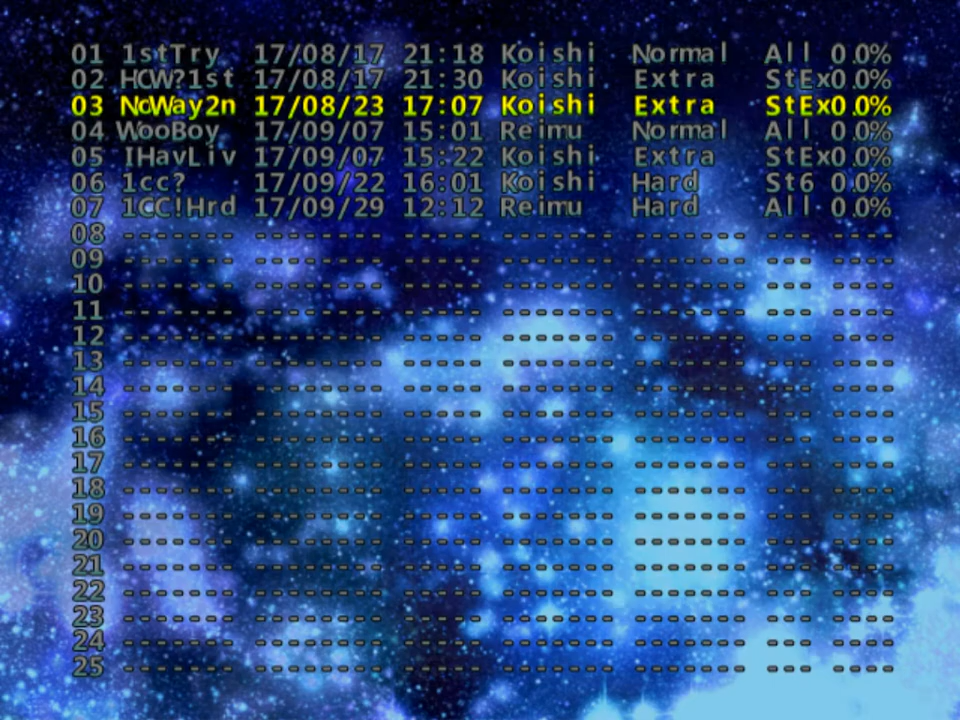 01 1stTry 17/08/17 21:18 Koishi Normal All 0.0%
02 HCW?1st 17/08/17 21:30 Koishi Extra StEx0.0%
03 NoWay2n 17/08/23 17:07 Koishi Extra StEx0.0%
04 WooBoy 17/09/07 15:01 Reimu Normal All 0.0%
05 IHavLiv 17/09/07 15:22 Koishi Extra StEx0.0%
06 1cc? 17/09/22 16:01 Koishi Hard St6 0.0%
07 1CC!Hrd 17/09/29 12:12 Reimu Hard All 0.0%
08 ------- -------- ----- ------- ------- --- ----
09 ------- -------- ----- ------- ------- --- ----
10 ------- -------- ----- ------- ------- --- ----
11 ------- -------- ----- ------- ------- --- ----
12 ------- -------- ----- ------- ------- --- ----
13 ------- -------- ----- ------- ------- --- ----
14 ------- -------- ----- ------- ------- --- ----
15 ------- -------- ----- ------- ------- --- ----
16 ------- -------- ----- ------- ------- --- ----
17 ------- -------- ----- ------- ------- --- ----
18 ------- -------- ----- ------- ------- --- ----
19 ------- -------- ----- ------- ------- --- ----
20 ------- -------- ----- ------- ------- --- ----
21 ------- -------- ----- ------- ------- --- ----
22 ------- -------- ----- ------- ------- --- ----
23 ------- -------- ----- ------- ------- --- ----
24 ------- -------- ----- ------- ------- --- ----
25 ------- -------- ----- ------- ------- --- ----